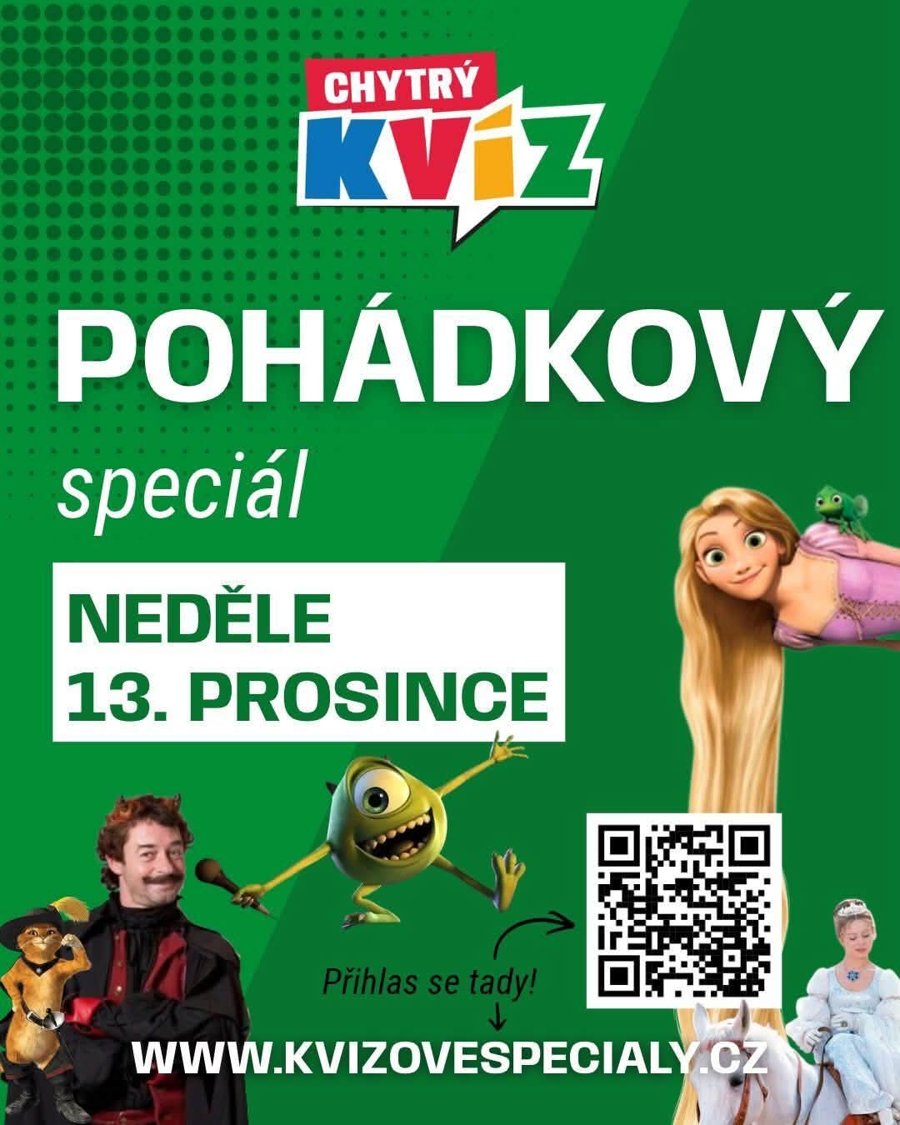 CHYTRÝ
KVÍZ
POHÁDKOVÝ
speciál
NEDĚLE
13. PROSINCE
Přihlas se tady!
WWW.KVIZOVESPECIALY.CZ